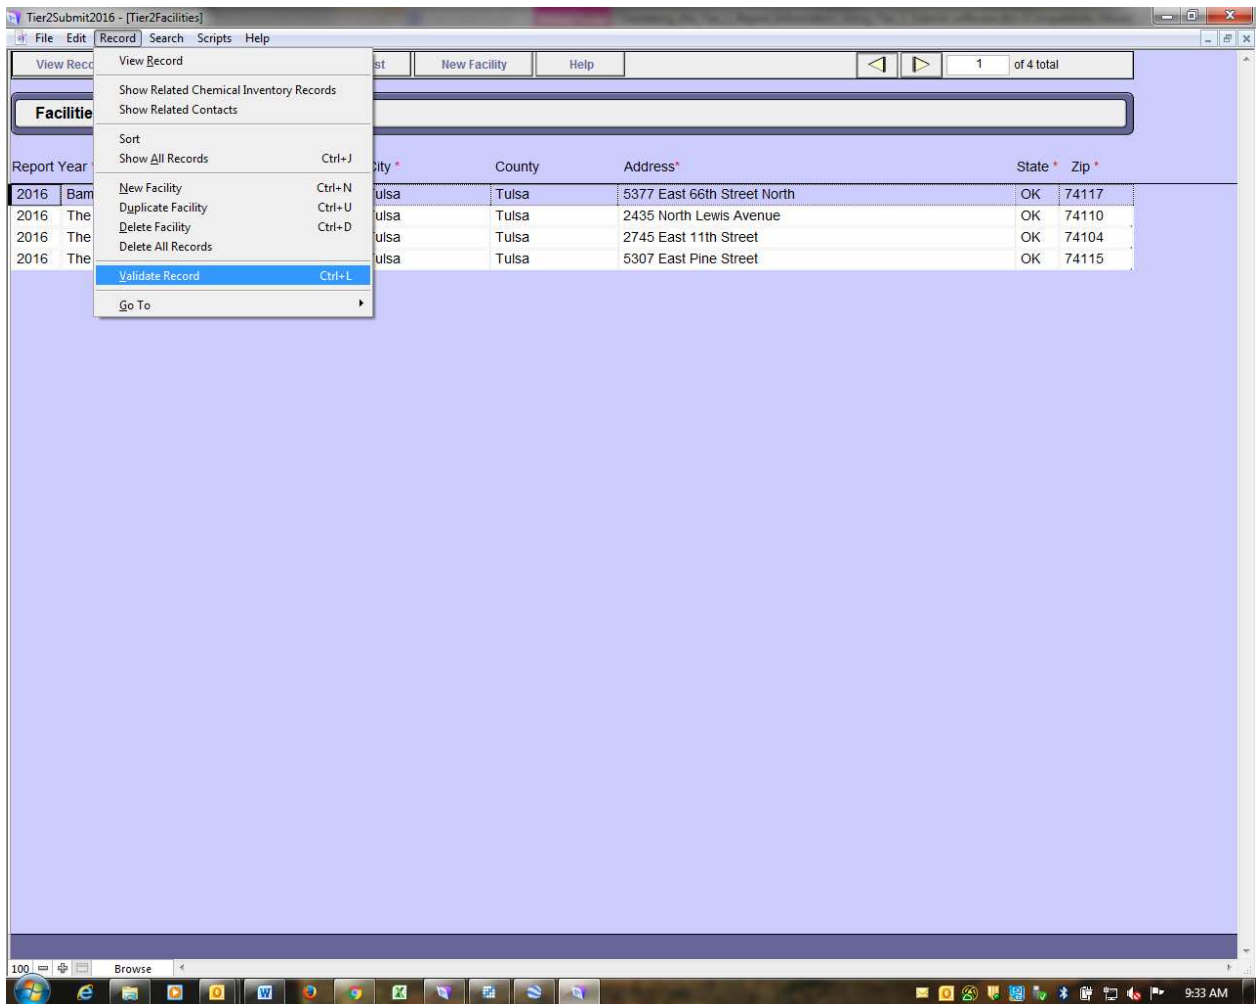 Tier2Submit2016 - [Tier2Facilities]
File Edit Record Search Scripts Help
View Reco st New Facility Help 1 of 4 total
View Record
Show Related Chemical Inventory Records
Show Related Contacts
Sort
Show All Records Ctrl+J
New Facility Ctrl+N
Duplicate Facility Ctrl+U
Delete Facility Ctrl+D
Delete All Records
Validate Record Ctrl+L
Go To
Facilitie
Report Year City * County Address* State * Zip *
2016 Bam ulsa Tulsa 5377 East 66th Street North OK 74117
2016 The ulsa Tulsa 2435 North Lewis Avenue OK 74110
2016 The ulsa Tulsa 2745 East 11th Street OK 74104
2016 The ulsa Tulsa 5307 East Pine Street OK 74115
100 Browse
9:33 AM